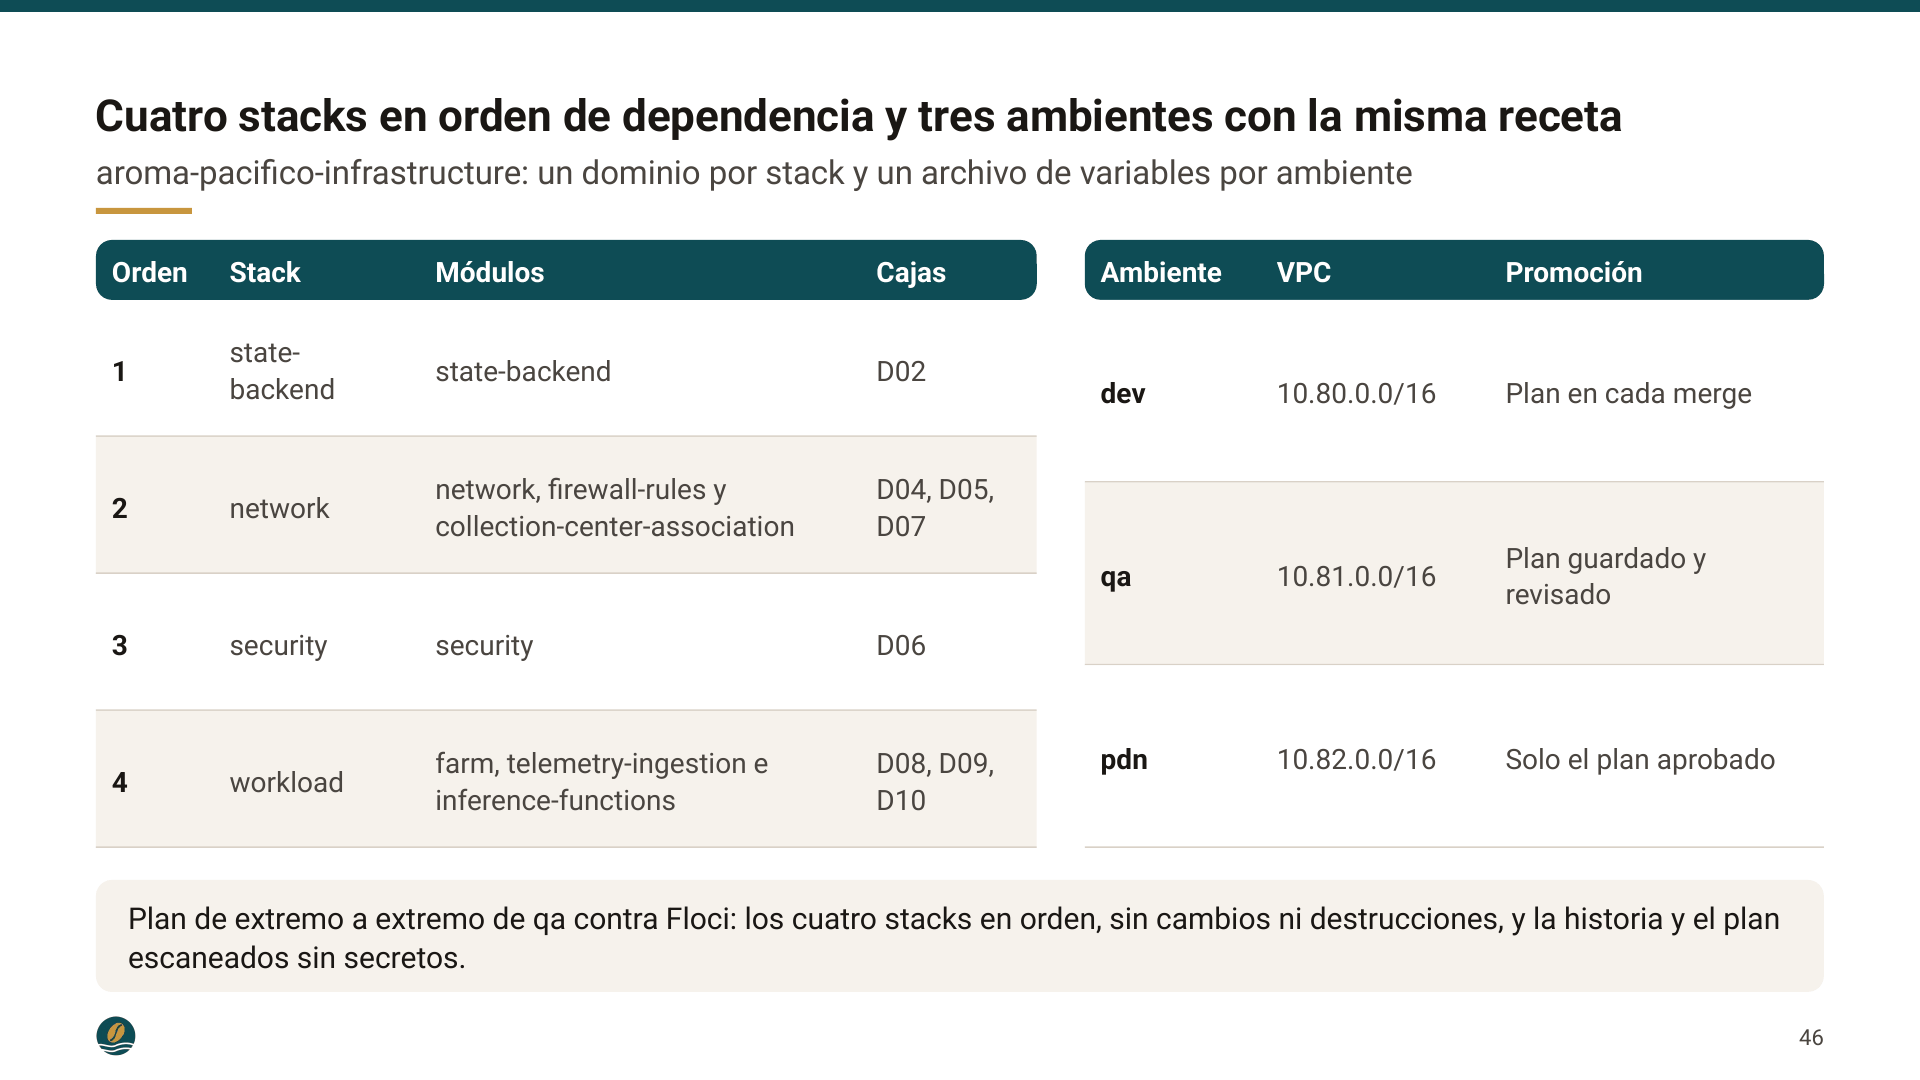 Cuatro stacks en orden de dependencia y tres ambientes con la misma receta
aroma-pacifico-infrastructure: un dominio por stack y un archivo de variables por ambiente
Orden Stack Módulos Cajas
1 state-backend state-backend D02
2 network network, firewall-rules y collection-center-association D04, D05, D07
3 security security D06
4 workload farm, telemetry-ingestion e inference-functions D08, D09, D10
Ambiente VPC Promoción
dev 10.80.0.0/16 Plan en cada merge
qa 10.81.0.0/16 Plan guardado y revisado
pdn 10.82.0.0/16 Solo el plan aprobado
Plan de extremo a extremo de qa contra Floci: los cuatro stacks en orden, sin cambios ni destrucciones, y la historia y el plan
escaneados sin secretos.
46